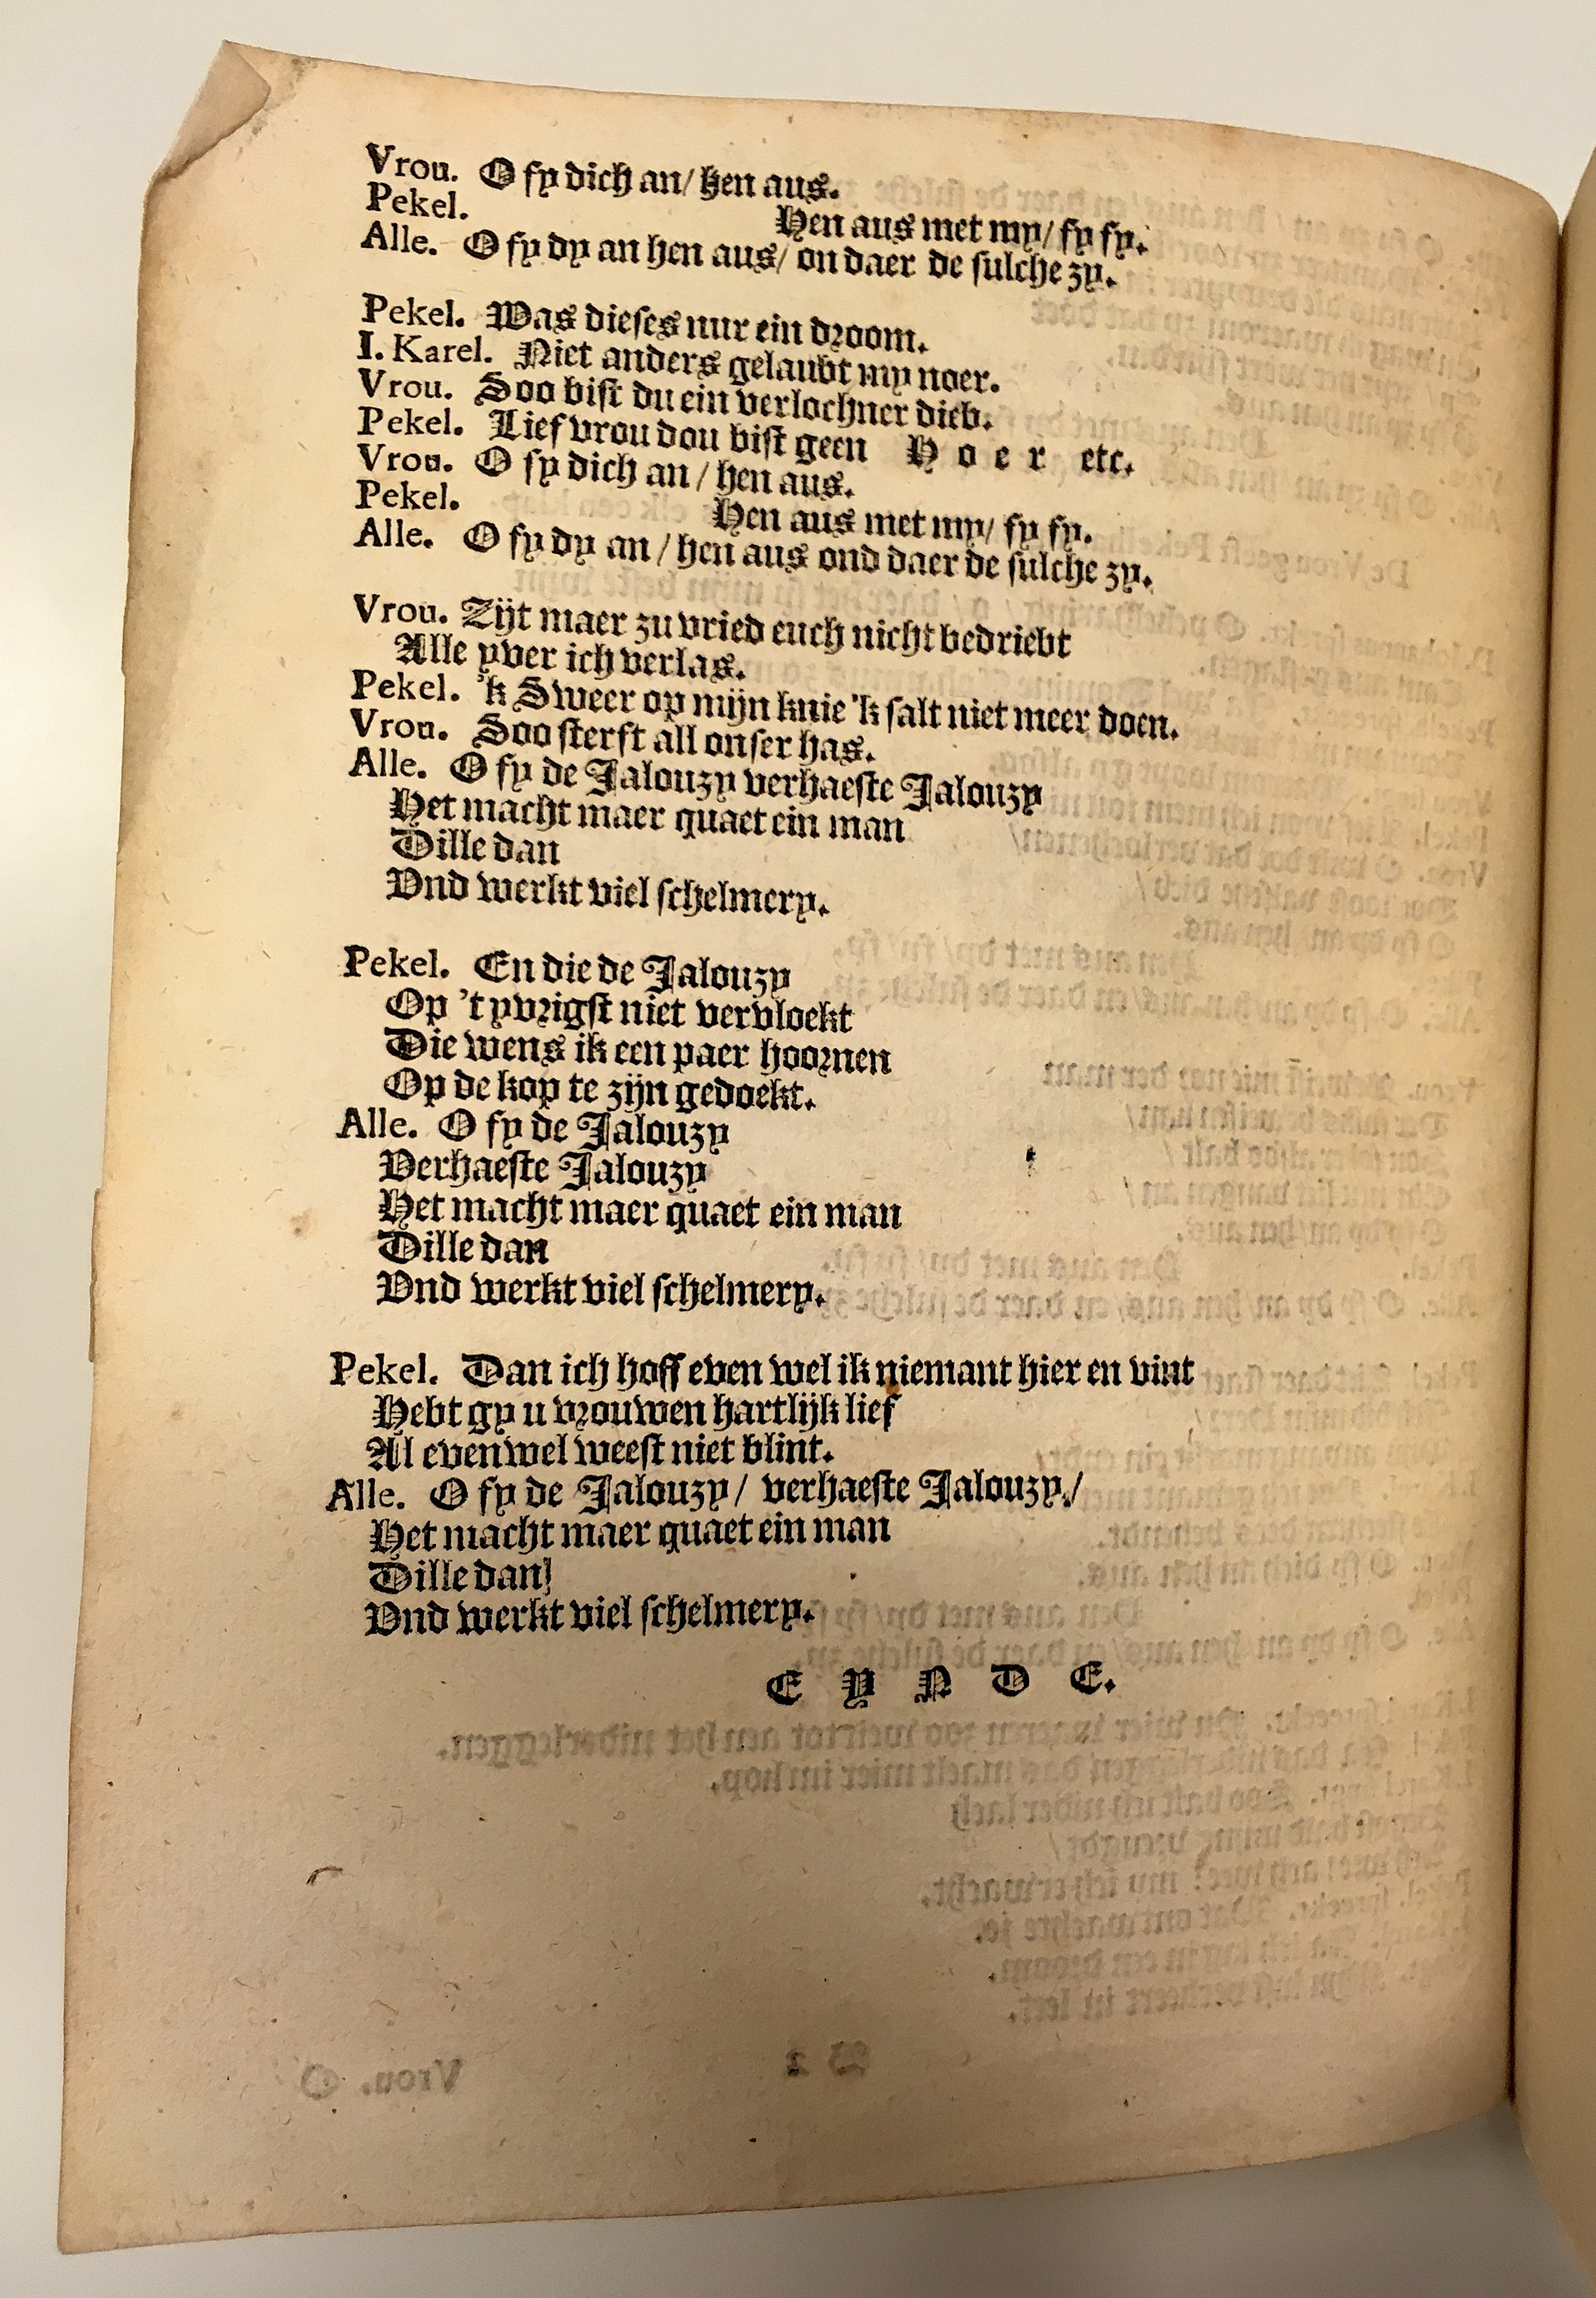 Vrou. O fy dich an/ hen aus.
Pekel. Hen aus met my/ fy fy.
Alle. O fy dy an hen aus/ on daer de sulche zy.
Pekel. Was dieses nur ein droom.
I. Karel. Niet anders gelaubt my noer.
Vrou. Soo bist du ein verlochner dieb.
Pekel. Lief vrou dou bist geen H o e r etc.
Vrou. O fy dich an / hen aus.
Pekel. Hen aus met my/ fy fy.
Alle. O fy dy an / hen aus ond daer de sulche zy.
Vrou. Zijt maer zu vried euch nicht bedriebt
Alle yver ich verlas.
Pekel. 'k Sweer op mijn knie 'k salt niet meer doen.
Vrou. Soo sterft all onser has.
Alle. O fy de Jalouzy verhaeste Jalouzy
Het macht maer quaet ein man
Dille dan
Vnd werkt viel schelmery.
Pekel. En die de Jalouzy
Op 't yvrigst niet vervloekt
Die wens ik een paer hoornen
Op de kop te zijn gedoekt.
Alle. O fy de Jalouzy
Verhaeste Jalouzy
Het macht maer quaet ein man
Dille dan
Vnd werkt viel schelmery.
Pekel. Dan ich hoff even wel ik niemant hier en vint
Hebt gy u vrouwen hartlijk lief
Al evenwel weest niet blint.
Alle. O fy de Jalouzy / verhaeste Jalouzy./
Het macht maer quaet ein man
Dille dan]
Vnd werkt viel schelmery.
E Y N D E.